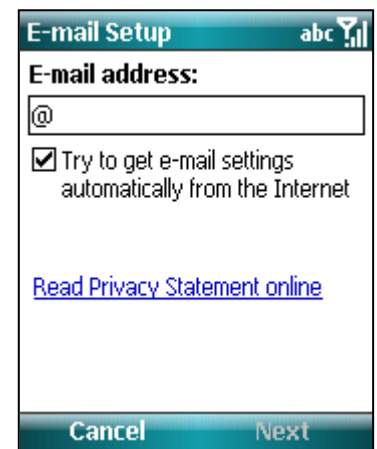 E-mail Setup abc
E-mail address:
@
Try to get e-mail settings
automatically from the Internet
Read Privacy Statement online
Cancel Next